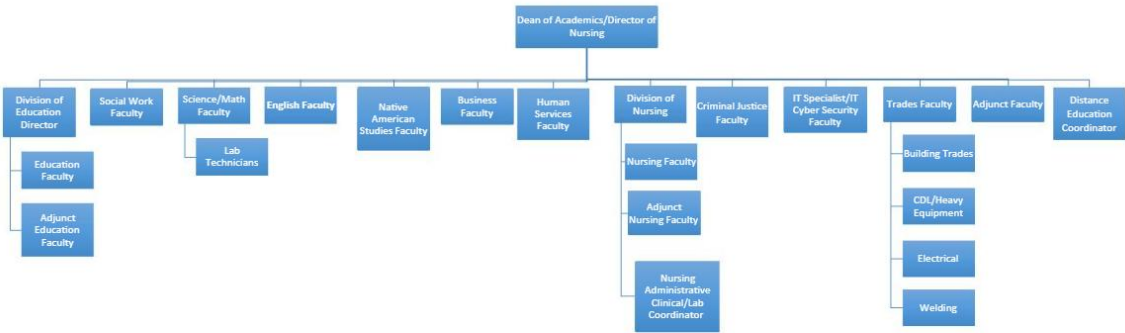 Dean of Academics/Director of
Nursing
Division of
Education
Director
Social Work
Faculty
Science/Math
Faculty
English Faculty
Native
American
Studies Faculty
Business
Faculty
Human
Services
Faculty
Division of
Nursing
Criminal Justice
Faculty
IT Specialist/IT
Cyber Security
Faculty
Trades Faculty
Adjunct Faculty
Distance
Education
Coordinator
Education
Faculty
Adjunct
Education
Faculty
Lab
Technicians
Nursing Faculty
Adjunct
Nursing Faculty
Nursing
Administrative
Clinical/Lab
Coordinator
Building Trades
CDL/Heavy
Equipment
Electrical
Welding